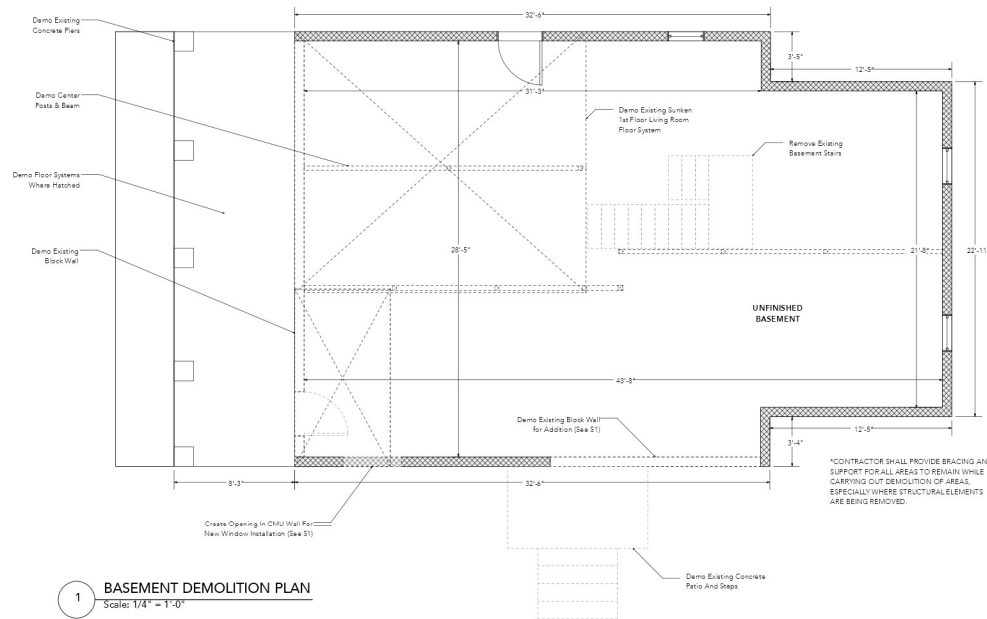 32'-6"
Demo Existing
Concrete Piers
3'-5"
12'-5"
31'-3"
Demo Center
Posts & Beam
Demo Existing Sunken
1st Floor Living Room
Floor System
Remove Existing
Basement Stairs
Demo Floor Systems
Where Hatched
Demo Existing
Block Wall
28'-5"
21'-8"
22'-11
UNFINISHED
BASEMENT
43'-8"
Demo Existing Block Wall
for Addition (See S1)
12'-5"
3'-4"
*CONTRACTOR SHALL PROVIDE BRACING AN
SUPPORT FOR ALL AREAS TO REMAIN WHILE
CARRYING OUT DEMOLITION OF AREAS,
ESPECIALLY WHERE STRUCTURAL ELEMENTS
ARE BEING REMOVED.
8'-3"
32'-6"
Create Opening In CMU Wall For
New Window Installation (See S1)
Demo Existing Concrete
Patio And Steps
1
BASEMENT DEMOLITION PLAN
Scale: 1/4" = 1'-0"